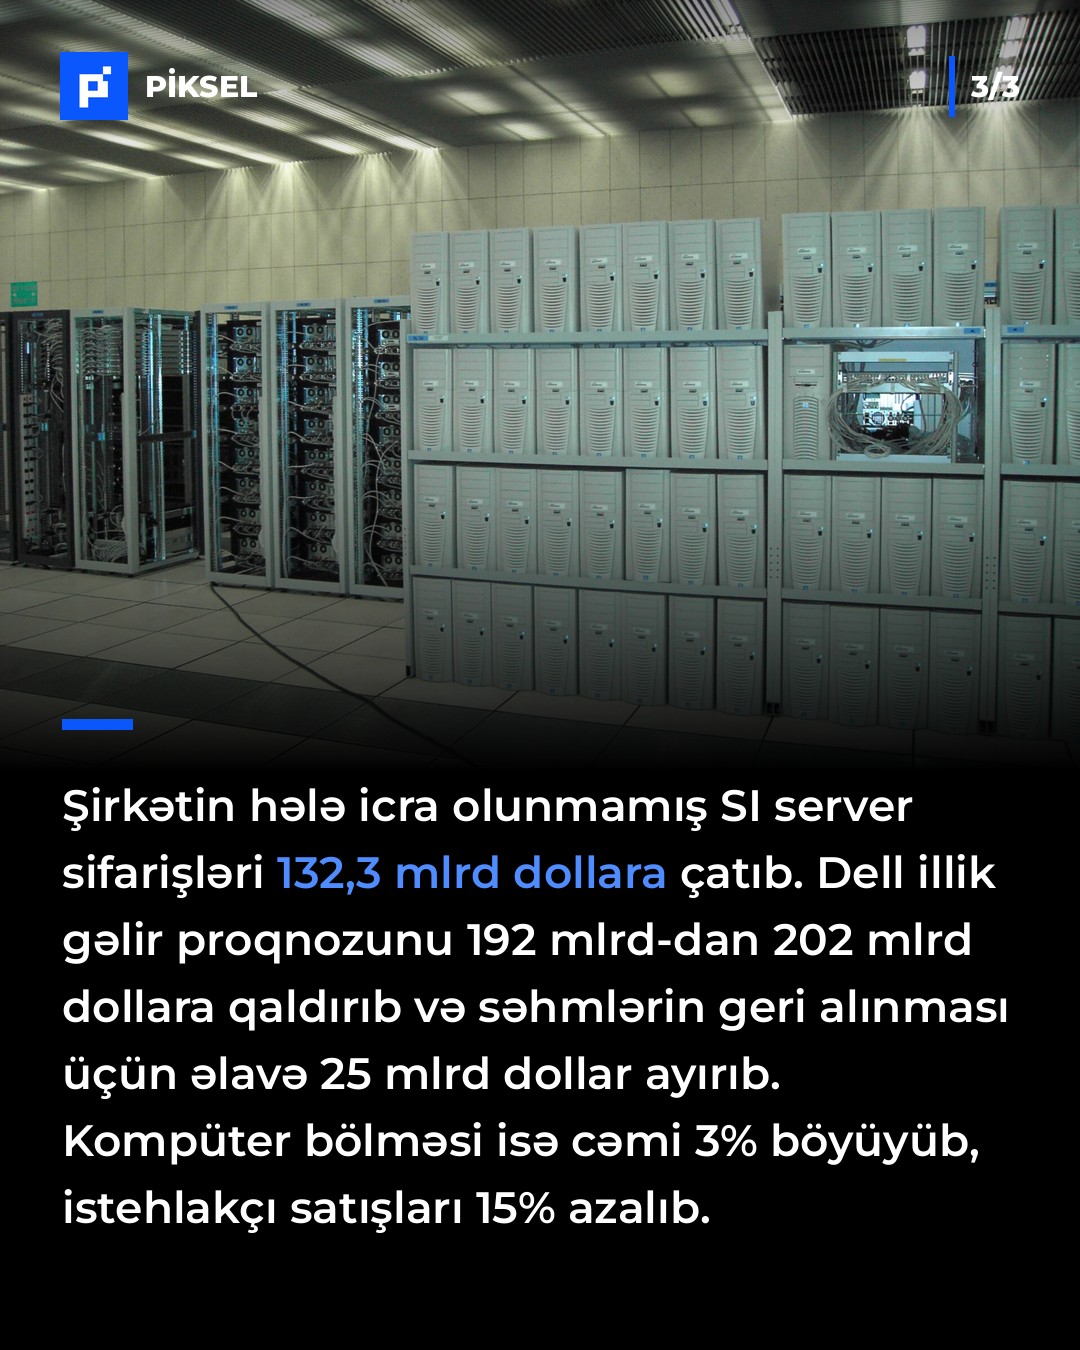 PİKSEL
3/3
Şirkətin hələ icra olunmamış SI server
sifarişləri 132,3 mlrd dollara çatıb. Dell illik
gəlir proqnozunu 192 mlrd-dan 202 mlrd
dollara qaldırıb və səhmlərin geri alınması
üçün əlavə 25 mlrd dollar ayırıb.
Kompüter bölməsi isə cəmi 3% böyüyüb,
istehlakçı satışları 15% azalıb.